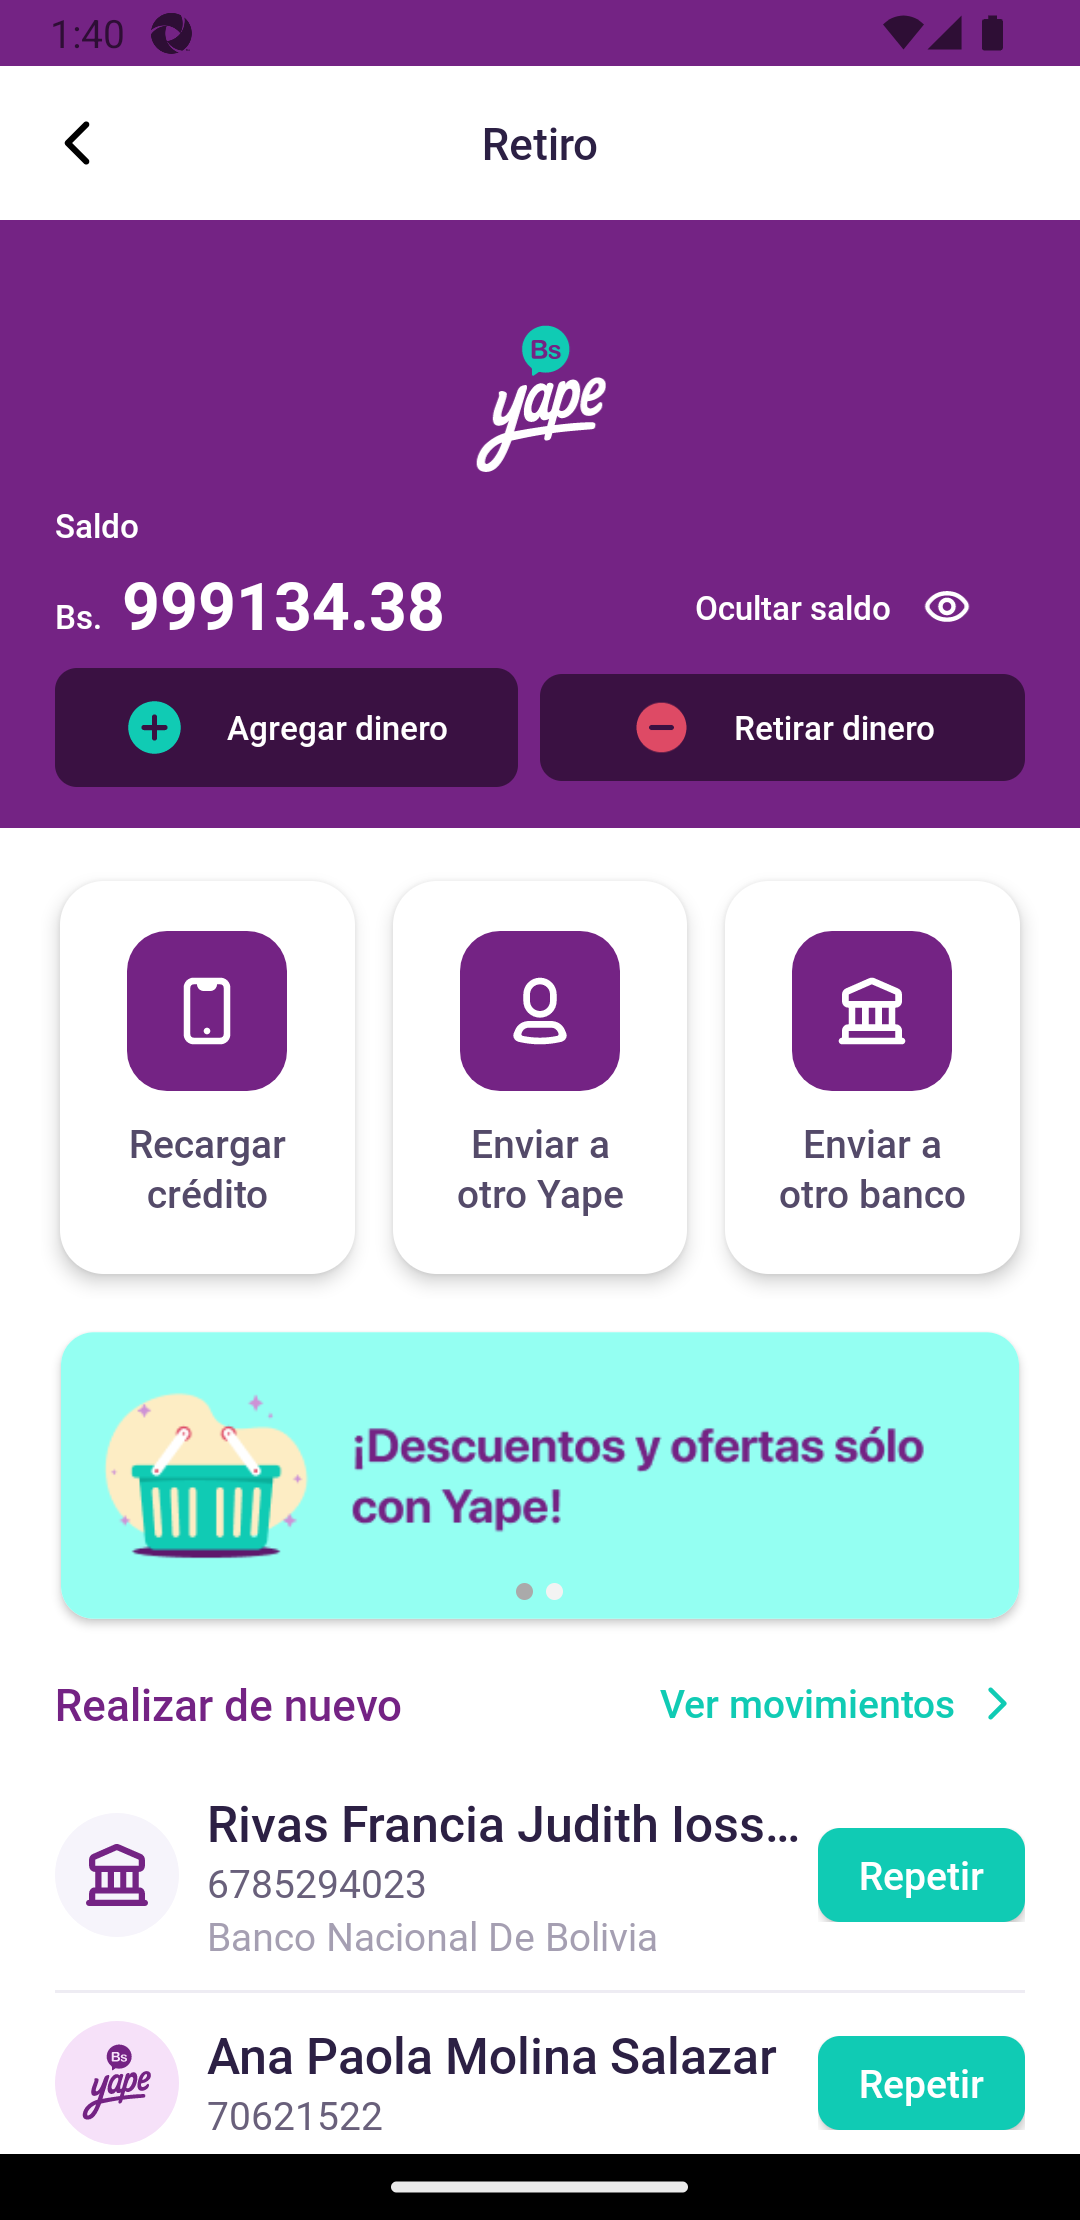 1:40
Retiro
Bs
yape
Saldo
Bs. 999134.38
Ocultar saldo
Agregar dinero
Retirar dinero
Recargar
crédito
Enviar a
otro Yape
Enviar a
otro banco
¡Descuentos y ofertas sólo
con Yape!
Realizar de nuevo
Ver movimientos
Rivas Francia Judith Ioss...
6785294023
Banco Nacional De Bolivia
Repetir
Bs
yape
Ana Paola Molina Salazar
70621522
Repetir